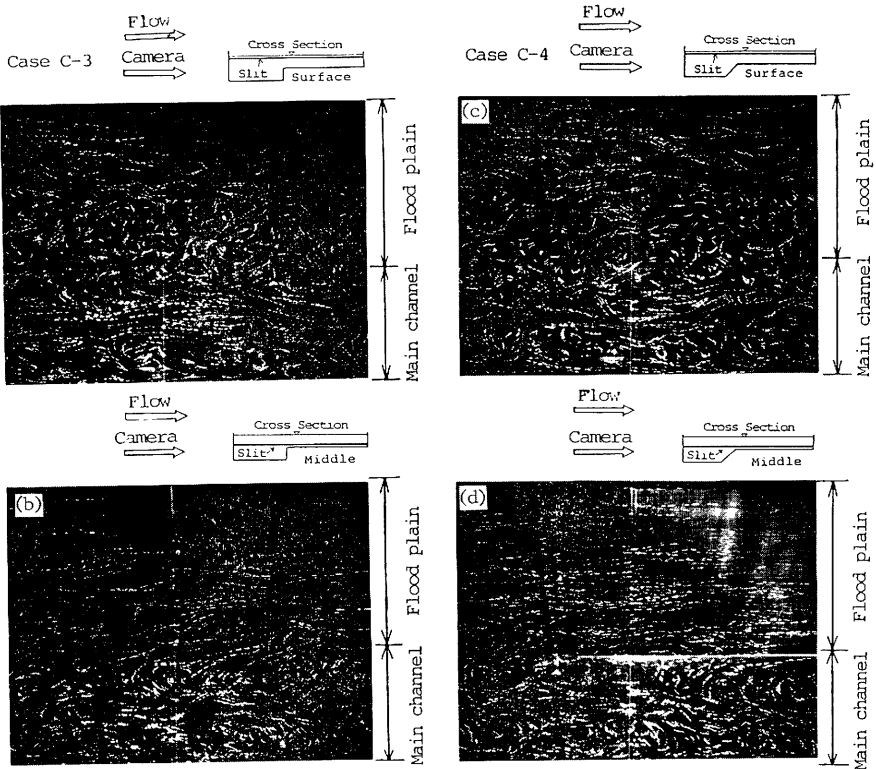 Flow
Case C-3
Camera
Cross Section
Slit
Surface
Flood plain
Main channel
Flow
Case C-4
Camera
Cross Section
Slit
Surface
(c)
Flood plain
Main channel
Flow
Camera
Cross Section
Slit
Middle
(b)
Flood plain
Main channel
Flow
Camera
Cross Section
Slit
Middle
(d)
Flood plain
Main channel